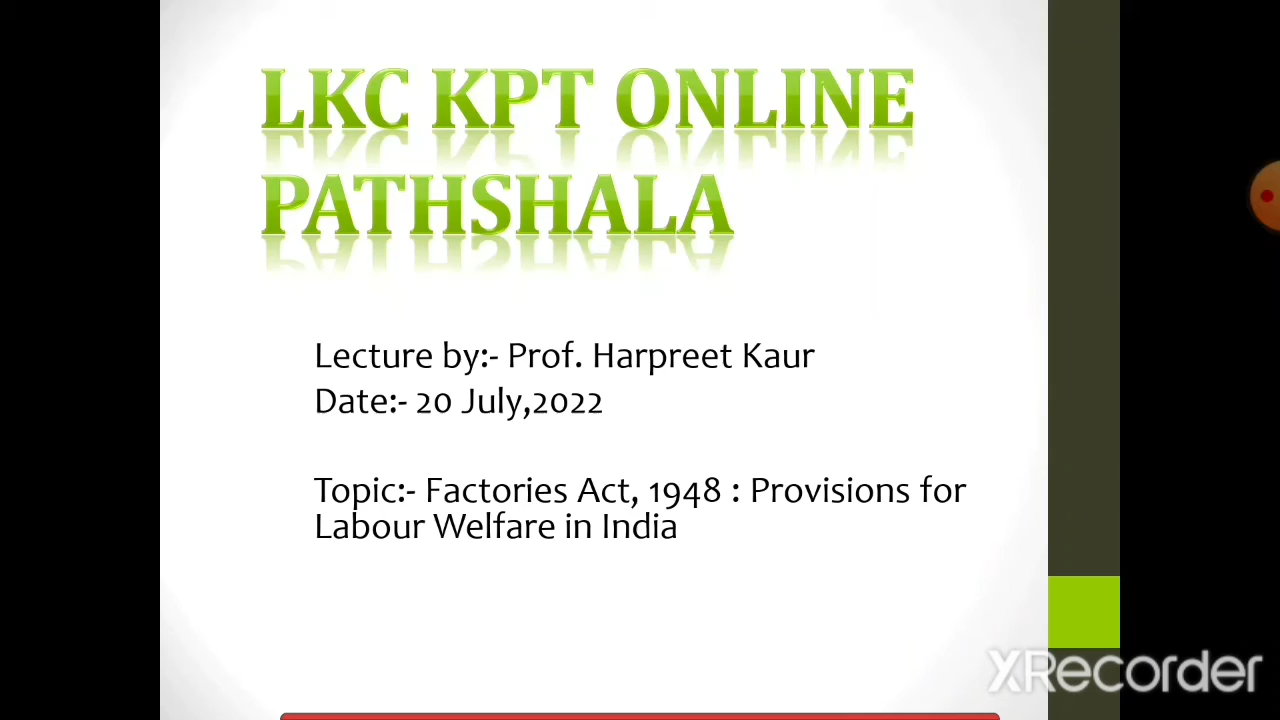 LKC KPT ONLINE
PATHSHALA
Lecture by:- Prof. Harpreet Kaur
Date:- 20 July,2022
Topic:- Factories Act, 1948 : Provisions for
Labour Welfare in India
XRecorder